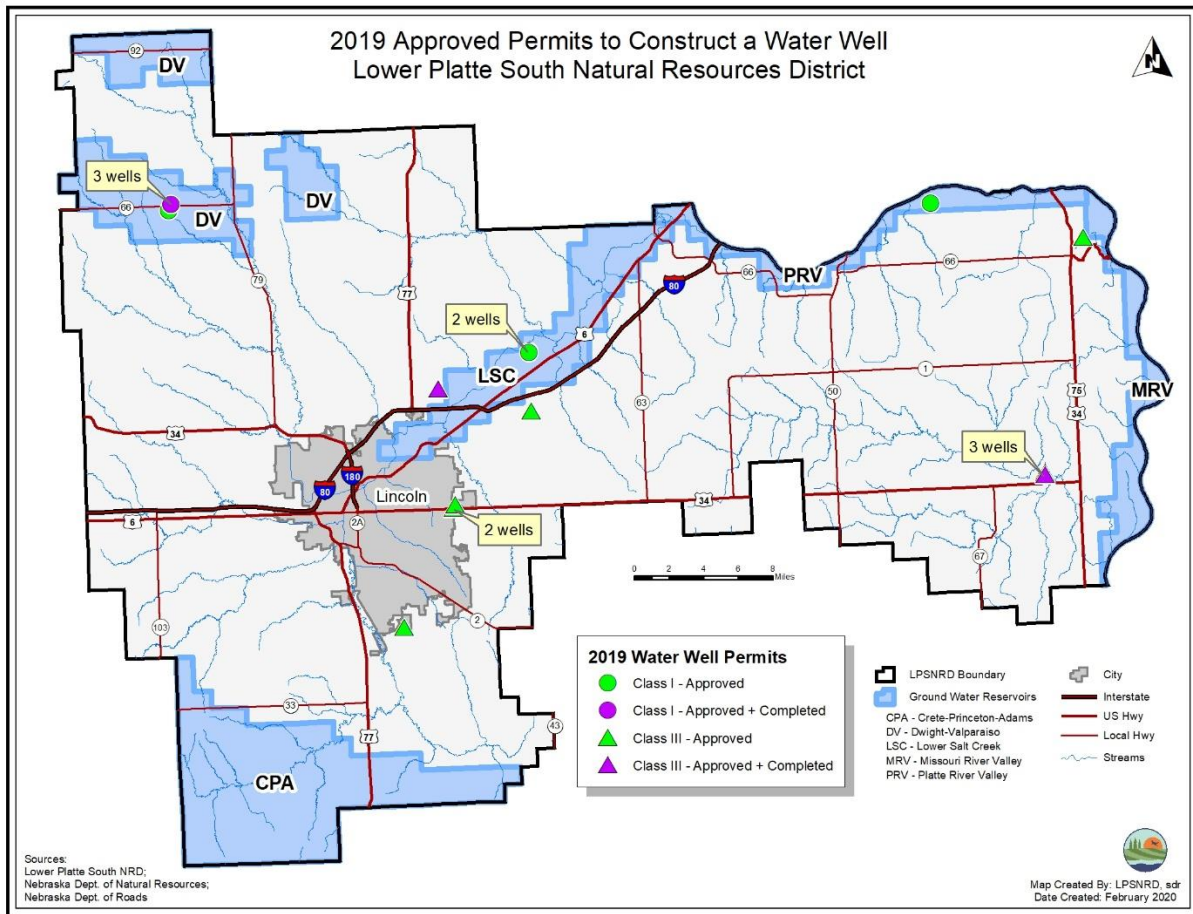 2019 Approved Permits to Construct a Water Well
Lower Platte South Natural Resources District
N
92
DV
3 wells
66
DV
DV
79
77
2 wells
6
80
LSC
66
PRV
66
63
1
50
75
34
MRV
3 wells
34
180
80
Lincoln
6
2A
2 wells
34
67
0 2 4 6 8
Miles
103
2
33
77
43
CPA
2019 Water Well Permits
Class I - Approved
Class I - Approved + Completed
Class III - Approved
Class III - Approved + Completed
LPSNRD Boundary
Ground Water Reservoirs
CPA - Crete-Princeton-Adams
DV - Dwight-Valparaiso
LSC - Lower Salt Creek
MRV - Missouri River Valley
PRV - Platte River Valley
City
Interstate
US Hwy
Local Hwy
Streams
Sources:
Lower Platte South NRD;
Nebraska Dept. of Natural Resources;
Nebraska Dept. of Roads
Map Created By: LPSNRD, sdr
Date Created: February 2020